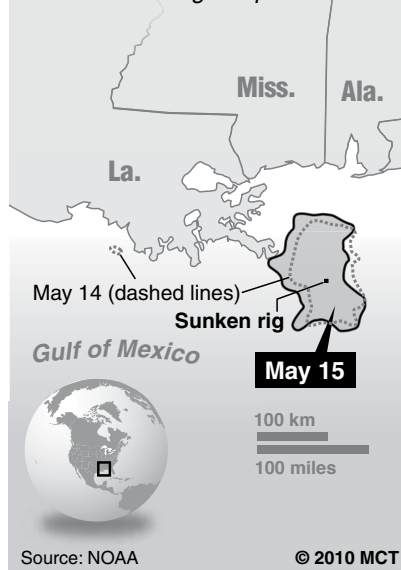 Miss.
Ala.
La.
May 14 (dashed lines)
Sunken rig
Gulf of Mexico
May 15
100 km
100 miles
Source: NOAA
© 2010 MCT